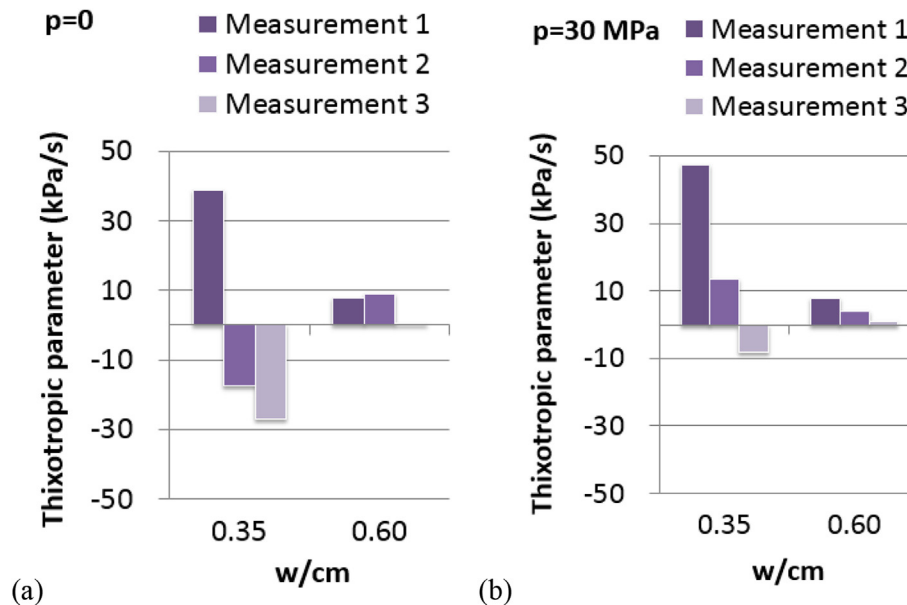 p=0
Measurement 1
Measurement 2
Measurement 3
Thixotropic parameter (kPa/s)
50
30
10
-10
-30
-50
0.35 0.60
w/cm
(a)
p=30 MPa
Measurement 1
Measurement 2
Measurement 3
Thixotropic parameter (kPa/s)
50
30
10
-10
-30
-50
0.35 0.60
w/cm
(b)